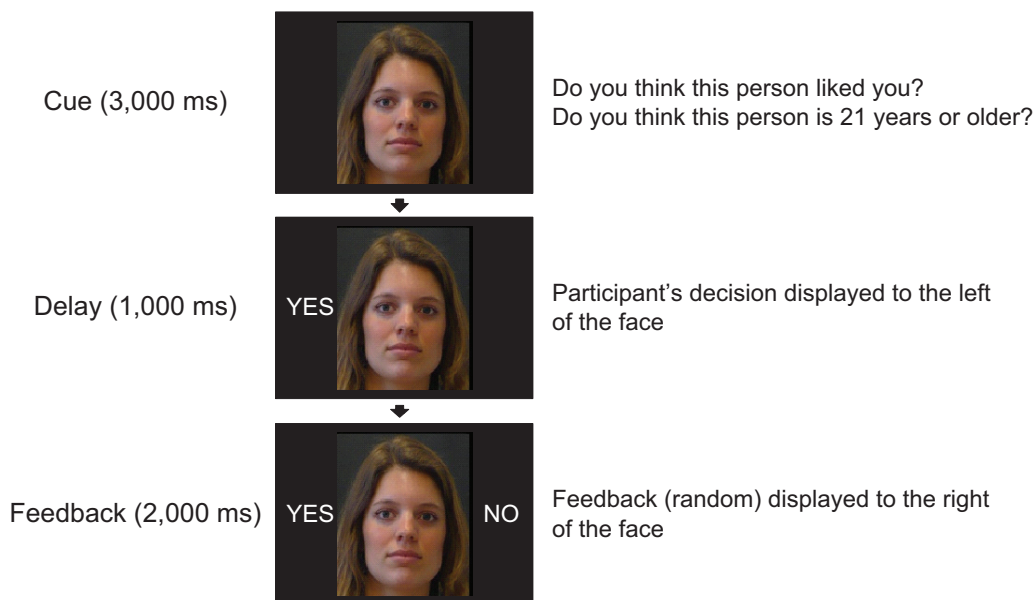 Cue (3,000 ms)
Do you think this person liked you?
Do you think this person is 21 years or older?
Delay (1,000 ms)
YES
Participant’s decision displayed to the left
of the face
Feedback (2,000 ms)
YES
NO
Feedback (random) displayed to the right
of the face